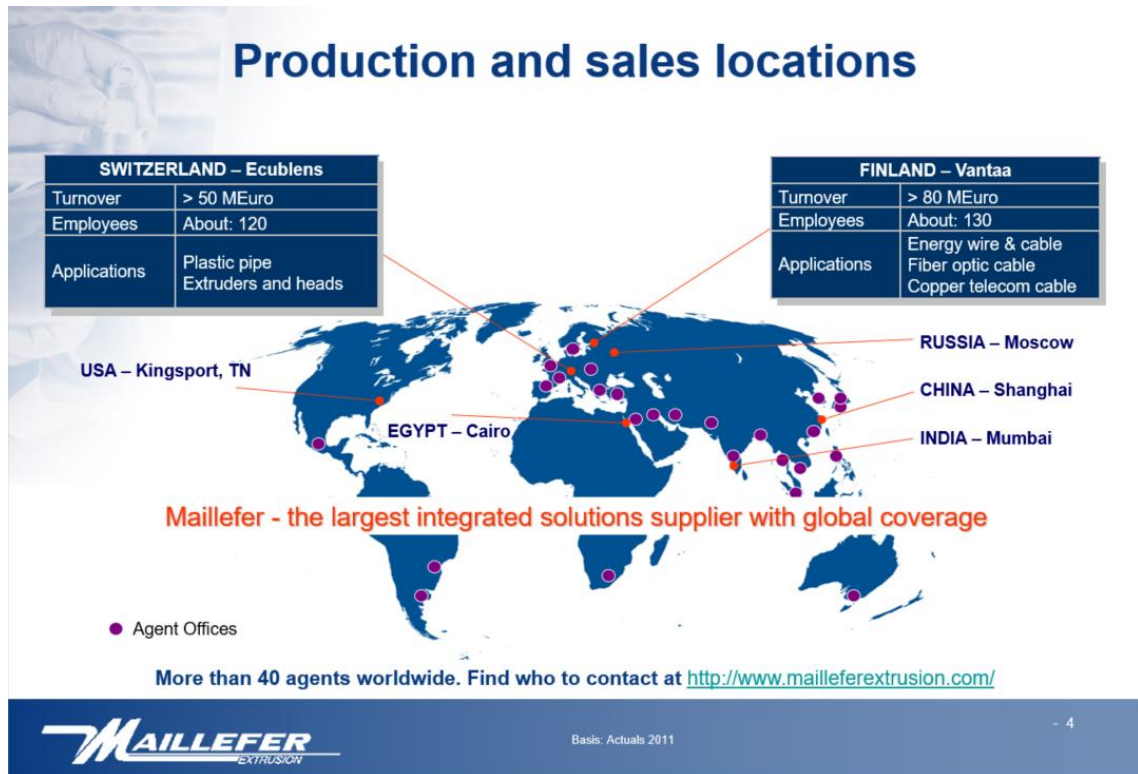 Production and sales locations
SWITZERLAND – Ecublens
Turnover > 50 MEuro
Employees About: 120
Applications Plastic pipe
Extruders and heads
FINLAND – Vantaa
Turnover > 80 MEuro
Employees About: 130
Applications Energy wire & cable
Fiber optic cable
Copper telecom cable
USA – Kingsport, TN
EGYPT – Cairo
RUSSIA – Moscow
CHINA – Shanghai
INDIA – Mumbai
Maillefer - the largest integrated solutions supplier with global coverage
Agent Offices
More than 40 agents worldwide. Find who to contact at http://www.mailleferextrusion.com/
MAILLEFER
EXTRUSION
Basis: Actuals 2011
- 4